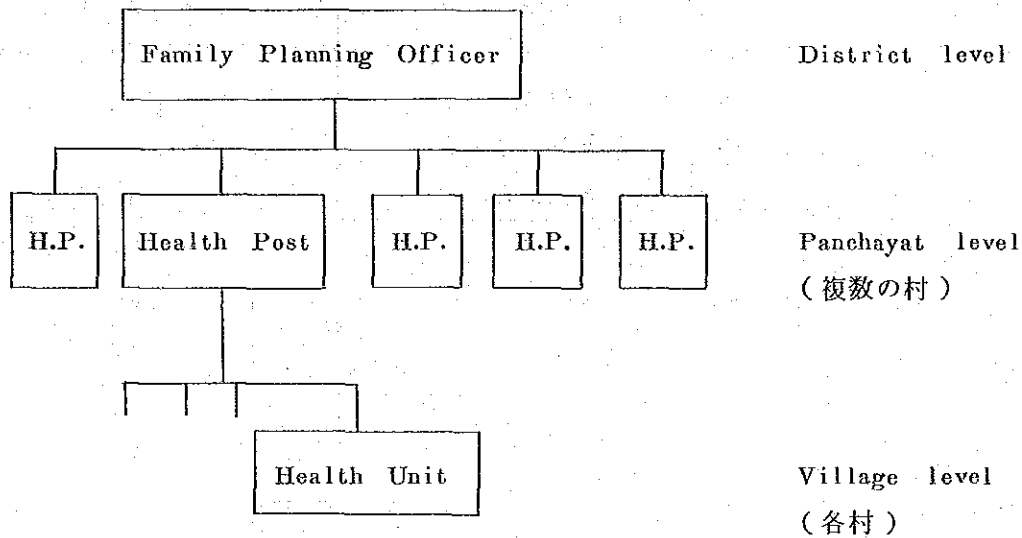 Family Planning Officer
District level
H.P.
Health Post
H.P.
H.P.
H.P.
Panchayat level
(複数の村)
Health Unit
Village level
(各村)